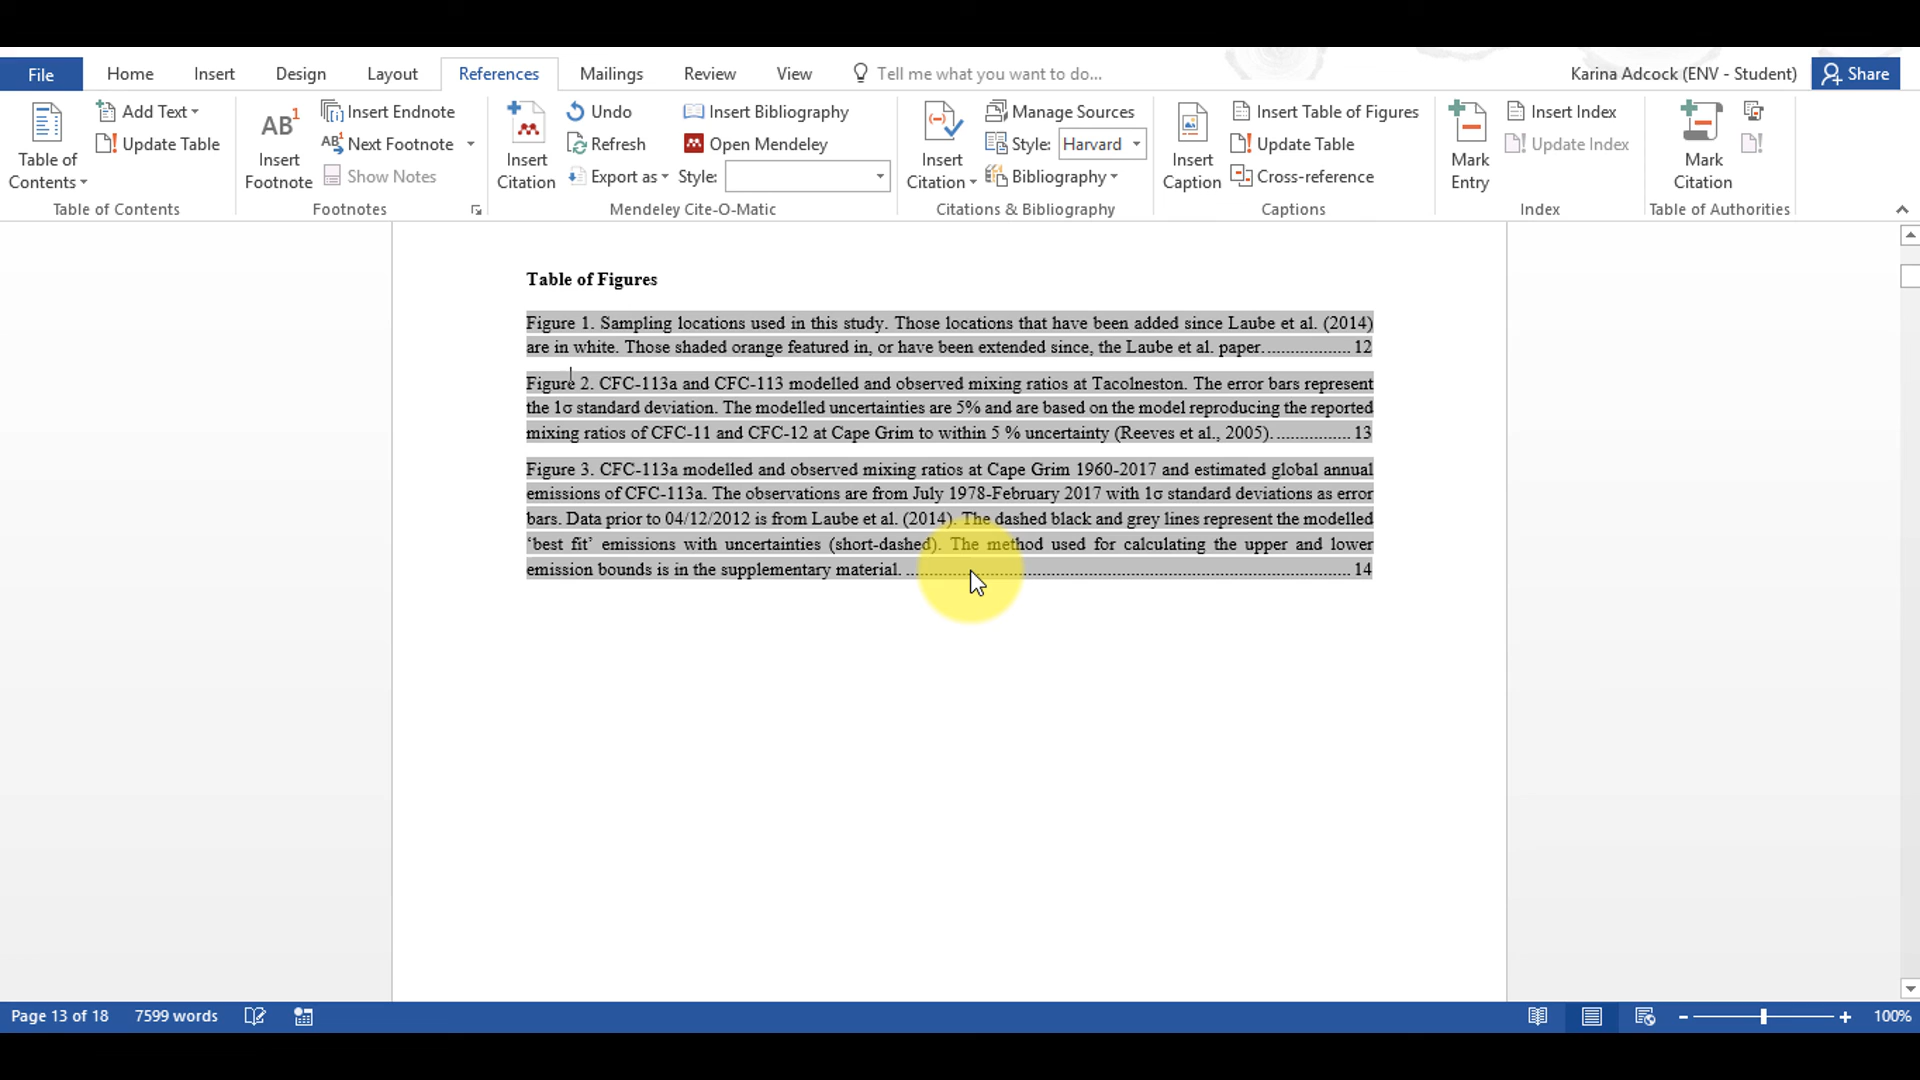 File Home Insert Design Layout References Mailings Review View Tell me what you want to do... Karina Adcock (ENV - Student) Share
Add Text Insert Endnote Undo Insert Bibliography Manage Sources Insert Table of Figures Insert Index
AB1
Update Table Next Footnote Refresh Open Mendeley Style: Harvard Update Table Update Index
Table of Contents Insert Footnote Show Notes Insert Citation Export as Style: Insert Citation Bibliography Insert Caption Cross-reference Mark Entry Mark Citation
Table of Contents Footnotes Mendeley Cite-O-Matic Citations & Bibliography Captions Index Table of Authorities
Table of Figures
Figure 1. Sampling locations used in this study. Those locations that have been added since Laube et al. (2014)
are in white. Those shaded orange featured in, or have been extended since, the Laube et al. paper. .................. 12
Figure 2. CFC-113a and CFC-113 modelled and observed mixing ratios at Tacolneston. The error bars represent
the 1σ standard deviation. The modelled uncertainties are 5% and are based on the model reproducing the reported
mixing ratios of CFC-11 and CFC-12 at Cape Grim to within 5 % uncertainty (Reeves et al., 2005). ................ 13
Figure 3. CFC-113a modelled and observed mixing ratios at Cape Grim 1960-2017 and estimated global annual
emissions of CFC-113a. The observations are from July 1978-February 2017 with 1σ standard deviations as error
bars. Data prior to 04/12/2012 is from Laube et al. (2014). The dashed black and grey lines represent the modelled
‘best fit’ emissions with uncertainties (short-dashed). The method used for calculating the upper and lower
emission bounds is in the supplementary material. ................................................................................................ 14
Page 13 of 18 7599 words 100%